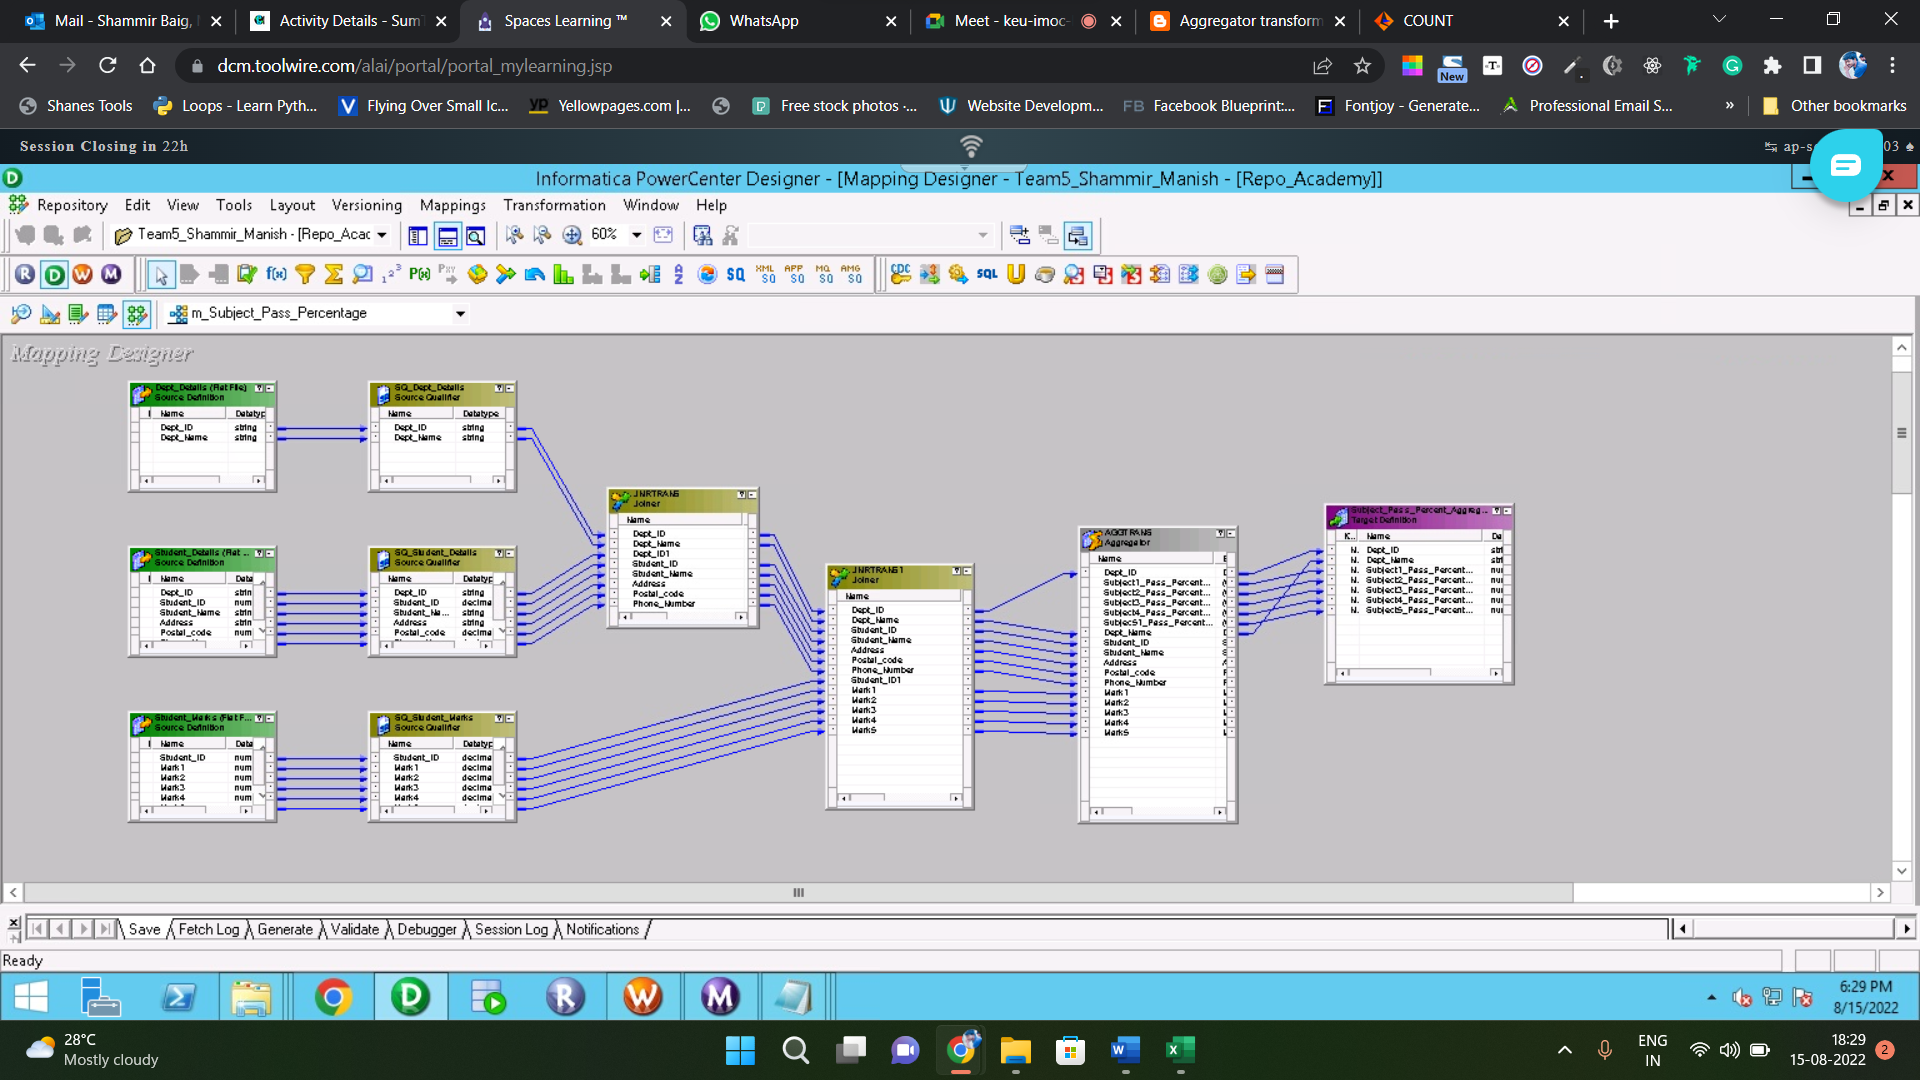 Mail - Shammir Baig,
Activity Details - SumT
Spaces Learning ™
WhatsApp
Meet - keu-imoc-
Aggregator transform
COUNT
dcm.toolwire.com/alai/portal/portal_mylearning.jsp
New
Shanes Tools
Loops - Learn Pyth...
Flying Over Small Ic...
Yellowpages.com |...
Free stock photos ·...
Website Developm...
FB Facebook Blueprint:...
Fontjoy - Generate...
Professional Email S...
»
Other bookmarks
Session Closing in 22h
Informatica PowerCenter Designer - [Mapping Designer - Team5_Shammir_Manish - [Repo_Academy]]
Repository Edit View Tools Layout Versioning Mappings Transformation Window Help
Team5_Shammir_Manish - [Repo_Acac
60%
m_Subject_Pass_Percentage
Mapping Designer
Dept_Details (Flat File)
Source Definition
Name Datatyp
Dept_ID string
Dept_Name string
SQ_Dept_Details
Source Qualifier
Name Datatype
Dept_ID string
Dept_Name string
Student_Details (Flat ...
Source Definition
Name Data
Dept_ID strin
Student_ID num
Student_Name strin
Address strin
Postal_code num
SQ_Student_Details
Source Qualifier
Name Datatyp
Dept_ID string
Student_ID decima
Student_Na... string
Address string
Postal_code decima
Student_Marks (Flat F...
Source Definition
Name Data
Student_ID num
Mark1 num
Mark2 num
Mark3 num
Mark4 num
SQ_Student_Marks
Source Qualifier
Name Datatyp
Student_ID decima
Mark1 decima
Mark2 decima
Mark3 decima
Mark4 decima
JNRTRANS
Joiner
Name
Dept_ID
Dept_Name
Dept_ID1
Student_ID
Student_Name
Address
Postal_code
Phone_Number
JNRTRANS1
Joiner
Name
Dept_ID
Dept_Name
Student_ID
Student_Name
Address
Postal_code
Phone_Number
Student_ID1
Mark1
Mark2
Mark3
Mark4
Mark5
AGGTRANS
Aggregator
Name
Dept_ID
Subject1_Pass_Percent...
Subject2_Pass_Percent...
Subject3_Pass_Percent...
Subject4_Pass_Percent...
Subject51_Pass_Percent...
Dept_Name
Student_ID
Student_Name
Address
Postal_code
Phone_Number
Mark1
Mark2
Mark3
Mark4
Mark5
Subject_Pass_Percent_Aggreg...
Target Definition
K... Name Da
N. Dept_ID stri
N. Dept_Name stri
N. Subject1_Pass_Percent... nu
N. Subject2_Pass_Percent... nu
N. Subject3_Pass_Percent... nu
N. Subject4_Pass_Percent... nu
N. Subject5_Pass_Percent... nu
Save Fetch Log Generate Validate Debugger Session Log Notifications
Ready
6:29 PM
8/15/2022
28°C
Mostly cloudy
ENG
IN
18:29
15-08-2022
2